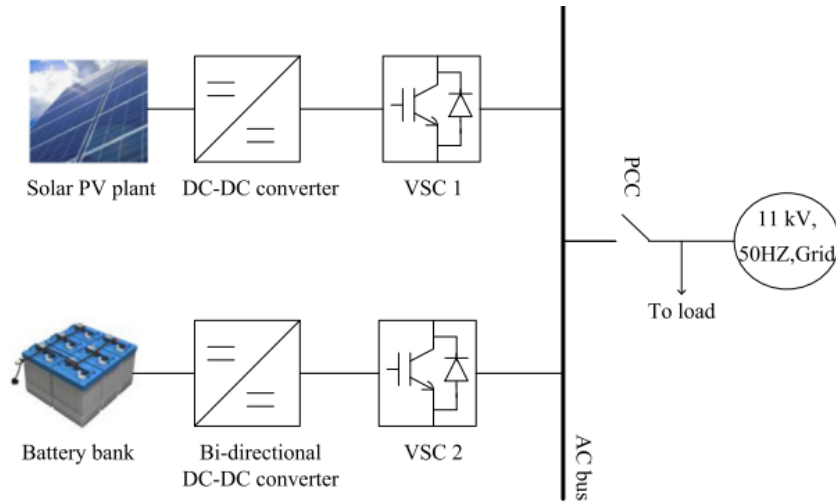 Solar PV plant
DC-DC converter
VSC 1
PCC
11 kV,
50HZ,Grid
To load
Battery bank
Bi-directional
DC-DC converter
VSC 2
AC bus